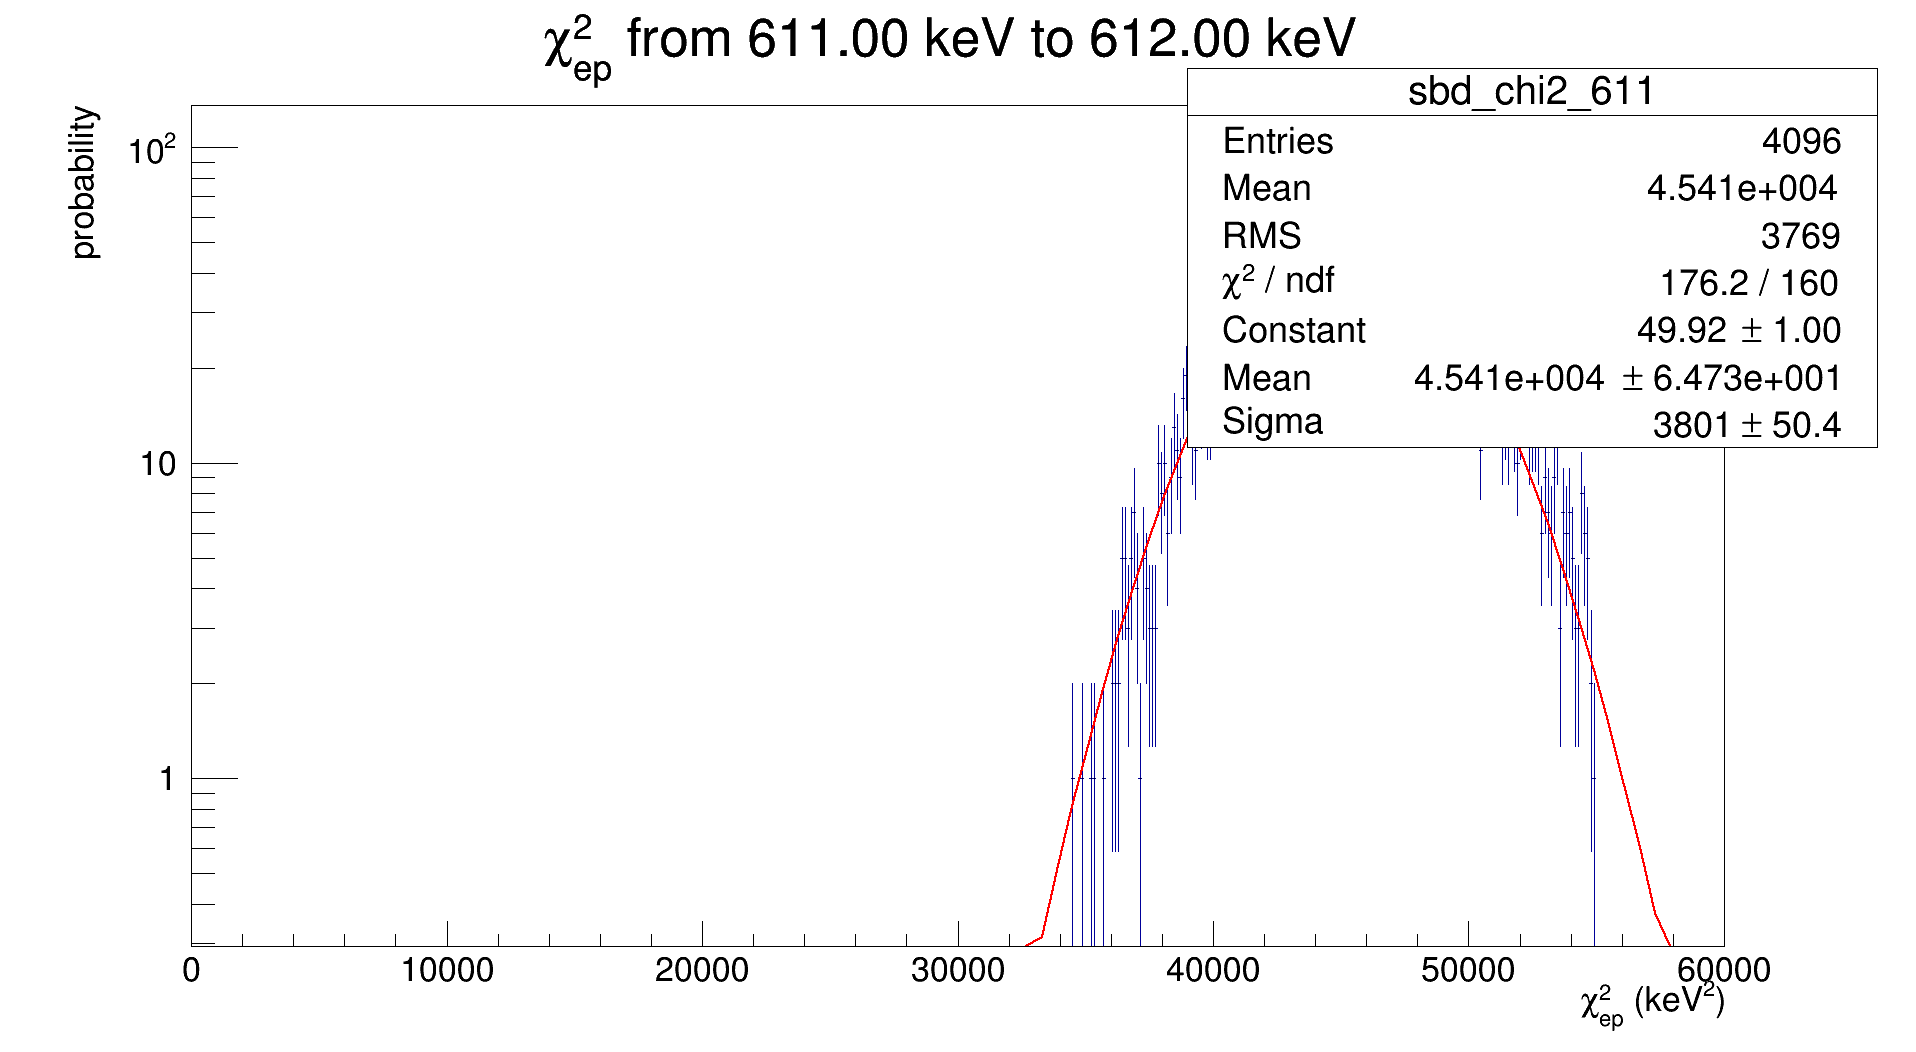 χ²ep from 611.00 keV to 612.00 keV
sbd_chi2_611
Entries 4096
Mean 4.541e+004
RMS 3769
χ² / ndf 176.2 / 160
Constant 49.92 ± 1.00
Mean 4.541e+004 ± 6.473e+001
Sigma 3801 ± 50.4
probability
10²
10
1
0 10000 20000 30000 40000 50000 60000
χ²ep (keV²)